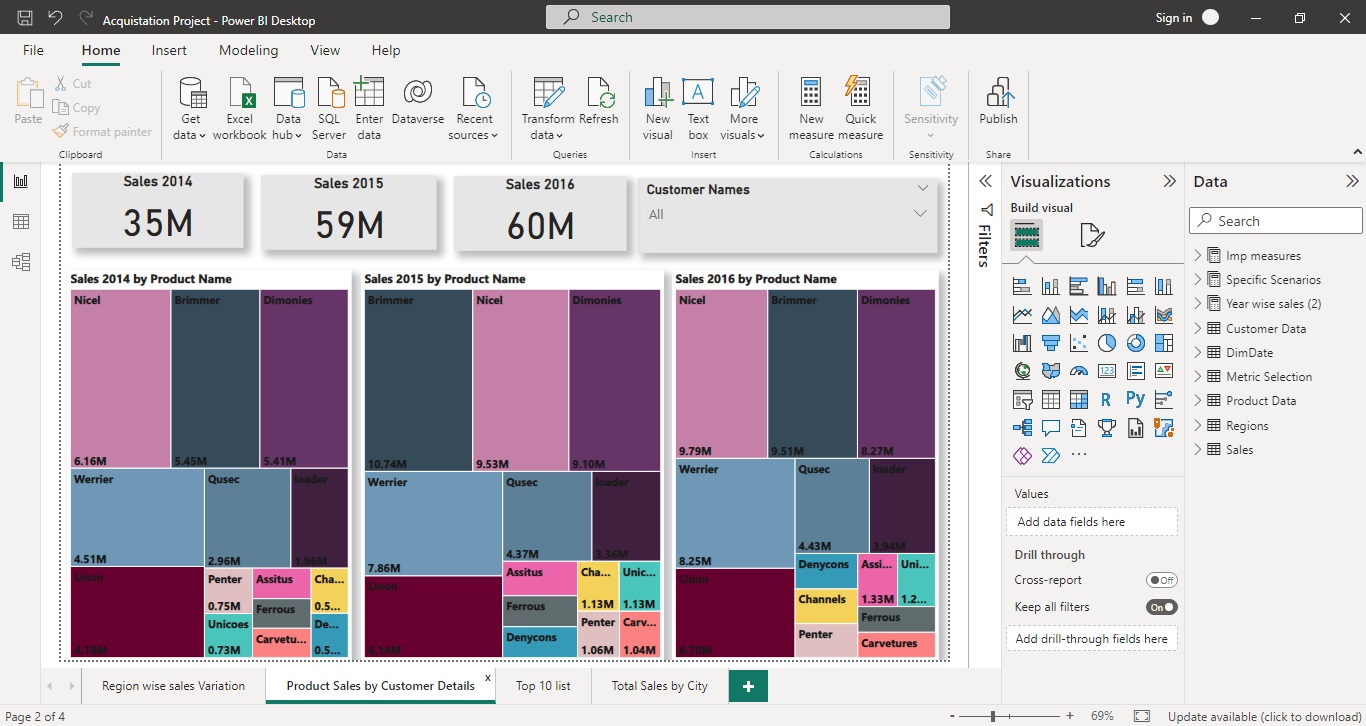 Acquistation Project - Power BI Desktop
Search
Sign in
File Home Insert Modeling View Help
Paste
Cut
Copy
Format painter
Clipboard
Get data
Excel workbook
Data hub
SQL Server
Enter data
Dataverse
Recent sources
Data
Transform data
Refresh
Queries
New visual
Text box
More visuals
Insert
New measure
Quick measure
Calculations
Sensitivity
Sensitivity
Publish
Share
Sales 2014
35M
Sales 2015
59M
Sales 2016
60M
Customer Names
All
Sales 2014 by Product Name
Nicel
6.16M
Brimmer
5.45M
Dimonies
5.41M
Werrier
4.51M
Qusec
2.96M
loader
1.96M
Linon
4.18M
Penter
0.75M
Assitus
Cha...
0.5...
Ferrous
Unicoes
0.73M
Carvetu...
De...
0.5...
Sales 2015 by Product Name
Brimmer
10.74M
Nicel
9.53M
Dimonies
9.10M
Werrier
7.86M
Qusec
4.37M
loader
3.36M
Linon
6.14M
Assitus
Cha...
1.13M
Unic...
1.13M
Ferrous
Denycons
Penter
1.06M
Carv...
1.04M
Sales 2016 by Product Name
Nicel
9.79M
Brimmer
9.51M
Dimonies
8.27M
Werrier
8.25M
Qusec
4.43M
loader
3.94M
Linon
6.70M
Denycons
Assi...
1.33M
Uni...
1.2...
Channels
Ferrous
Penter
Carvetures
Filters
Visualizations
Build visual
123
R
Py
Values
Add data fields here
Drill through
Cross-report
Off
Keep all filters
On
Add drill-through fields here
Data
Search
Imp measures
Specific Scenarios
Year wise sales (2)
Customer Data
DimDate
Metric Selection
Product Data
Regions
Sales
Region wise sales Variation
Product Sales by Customer Details
x
Top 10 list
Total Sales by City
+
Page 2 of 4
- + 69%
Update available (click to download)